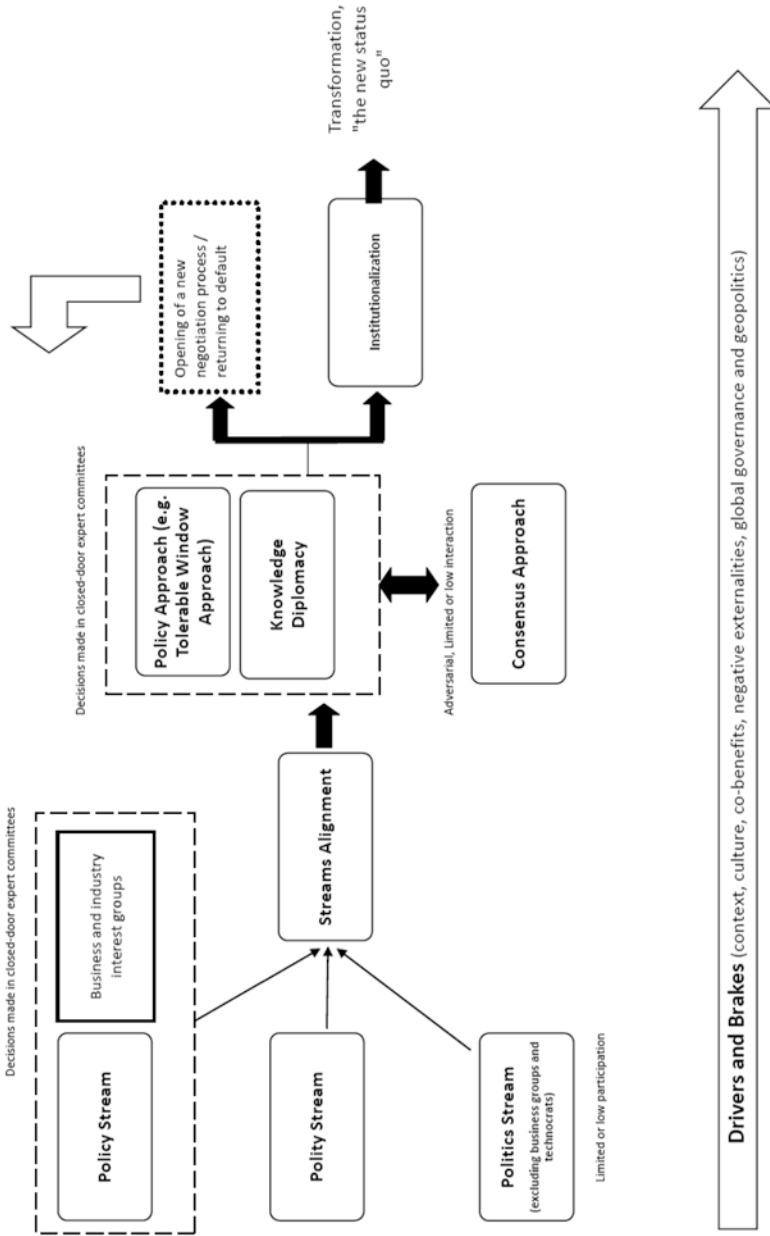 Decisions made in closed-door expert committees
Policy Stream
Business and industry
interest groups
Polity Stream
Politics Stream
(excluding business groups and
technocrats)
Limited or low participation
Streams Alignment
Decisions made in closed-door expert committees
Policy Approach (e.g.
Tolerable Window
Approach)
Knowledge
Diplomacy
Adversarial, Limited or low interaction
Consensus Approach
Opening of a new
negotiation process /
returning to default
Institutionalization
Transformation,
"the new status
quo"
Drivers and Brakes (context, culture, co-benefits, negative externalities, global governance and geopolitics)